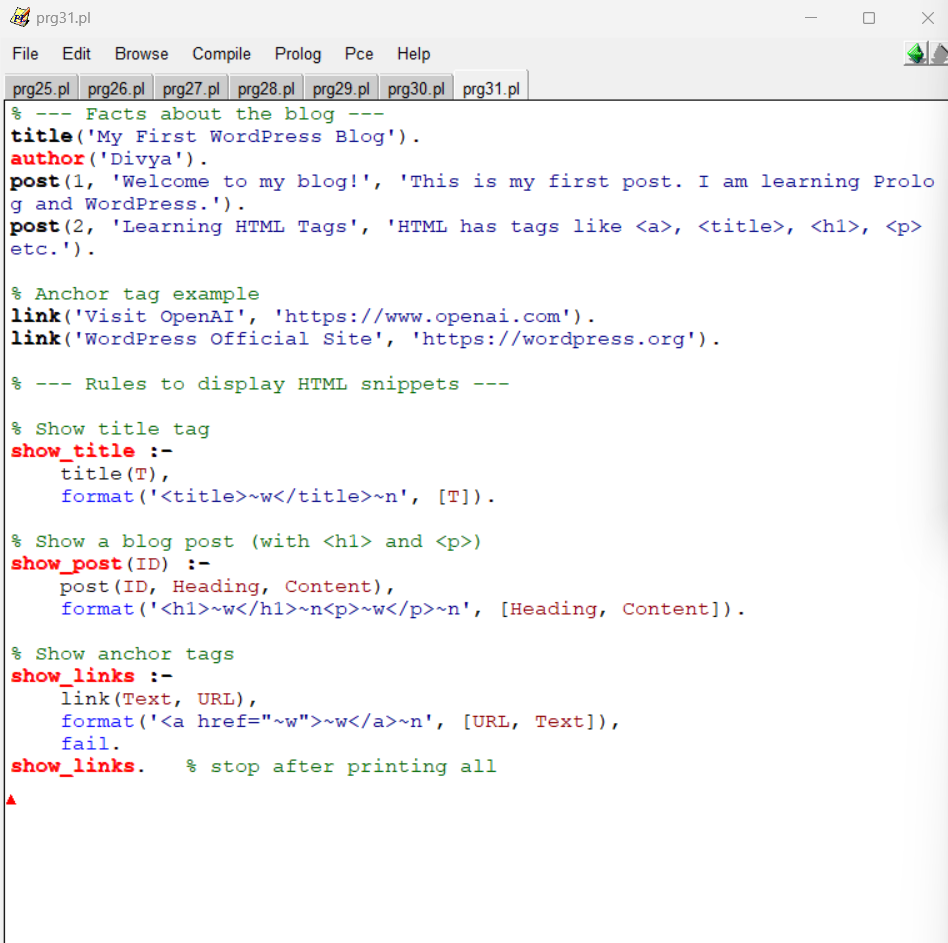 prg31.pl
File Edit Browse Compile Prolog Pce Help
prg25.pl prg26.pl prg27.pl prg28.pl prg29.pl prg30.pl prg31.pl
% --- Facts about the blog ---
title('My First WordPress Blog').
author('Divya').
post(1, 'Welcome to my blog!', 'This is my first post. I am learning Prolo
g and WordPress.').
post(2, 'Learning HTML Tags', 'HTML has tags like <a>, <title>, <h1>, <p>
etc.').

% Anchor tag example
link('Visit OpenAI', 'https://www.openai.com').
link('WordPress Official Site', 'https://wordpress.org').

% --- Rules to display HTML snippets ---

% Show title tag
show_title :-
    title(T),
    format('<title>~w</title>~n', [T]).

% Show a blog post (with <h1> and <p>)
show_post(ID) :-
    post(ID, Heading, Content),
    format('<h1>~w</h1>~n<p>~w</p>~n', [Heading, Content]).

% Show anchor tags
show_links :-
    link(Text, URL),
    format('<a href="~w">~w</a>~n', [URL, Text]),
    fail.
show_links.   % stop after printing all